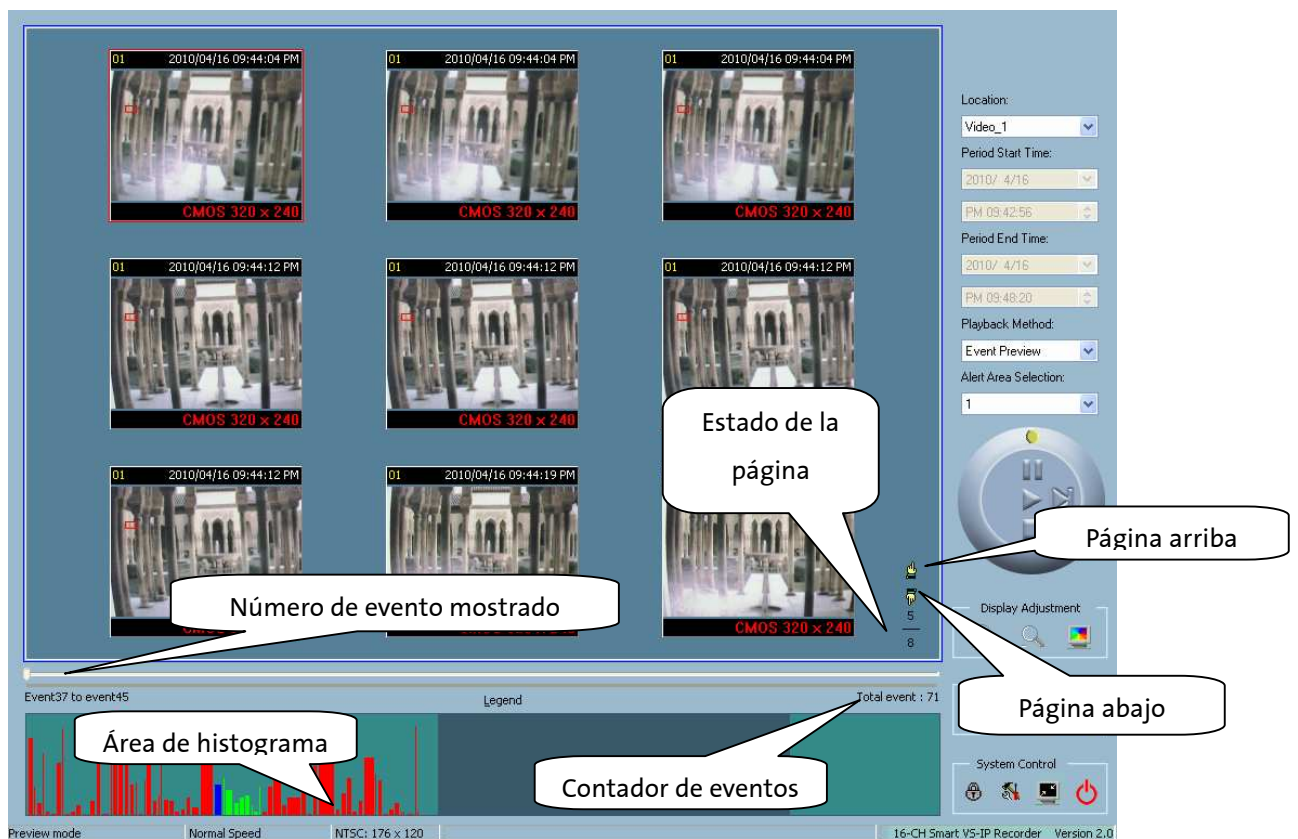 01 2010/04/16 09:44:04 PM
CMOS 320 x 240
01 2010/04/16 09:44:04 PM
CMOS 320 x 240
01 2010/04/16 09:44:04 PM
CMOS 320 x 240
01 2010/04/16 09:44:12 PM
CMOS 320 x 240
01 2010/04/16 09:44:12 PM
CMOS 320 x 240
01 2010/04/16 09:44:12 PM
01 2010/04/16 09:44:12 PM
01 2010/04/16 09:44:19 PM
CMOS 320 x 240
Estado de la
página
Página arriba
Número de evento mostrado
5
8
Página abajo
Event37 to event45
Legend
Total event : 71
Área de histograma
Contador de eventos
Location:
Video_1
Period Start Time:
2010/ 4/16
PM 09:42:56
Period End Time:
2010/ 4/16
PM 09:48:20
Playback Method:
Event Preview
Alert Area Selection:
1
Display Adjustment
System Control
Preview mode
Normal Speed
NTSC: 176 x 120
16-CH Smart VS-IP Recorder Version 2.0